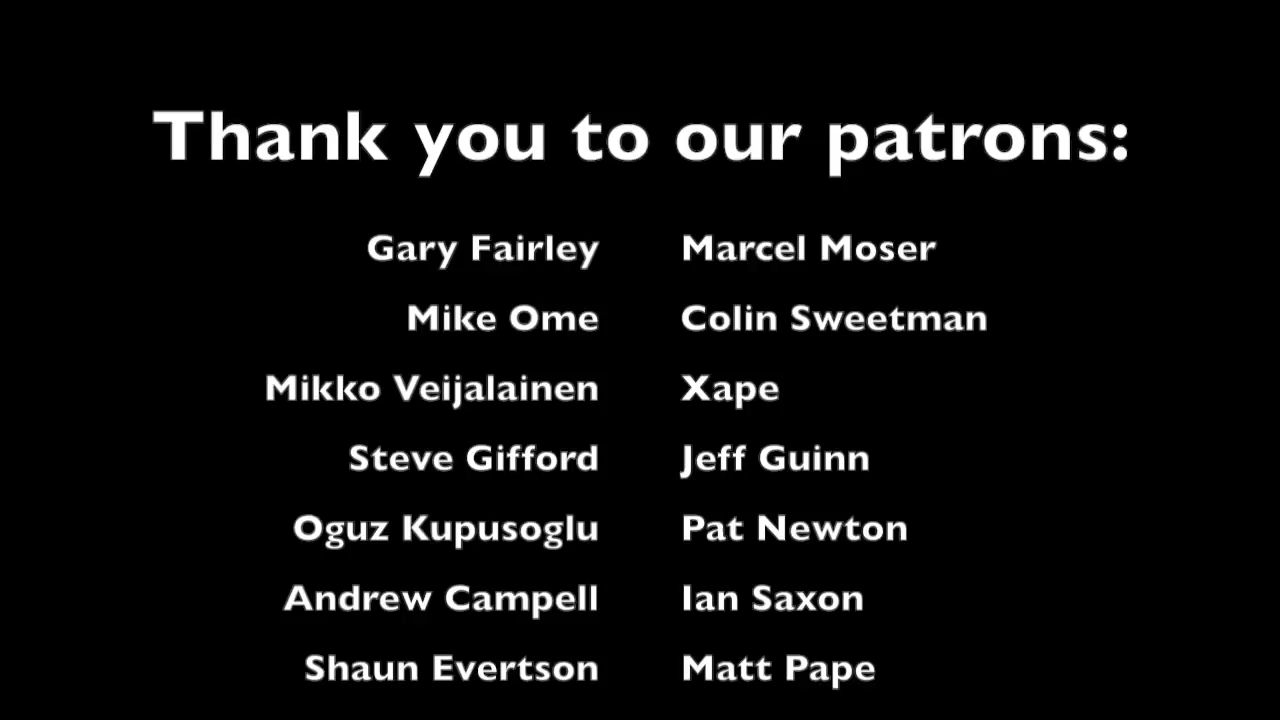 Thank you to our patrons:
Gary Fairley Marcel Moser
Mike Ome Colin Sweetman
Mikko Veijalainen Xape
Steve Gifford Jeff Guinn
Oguz Kupusoglu Pat Newton
Andrew Campell Ian Saxon
Shaun Evertson Matt Pape